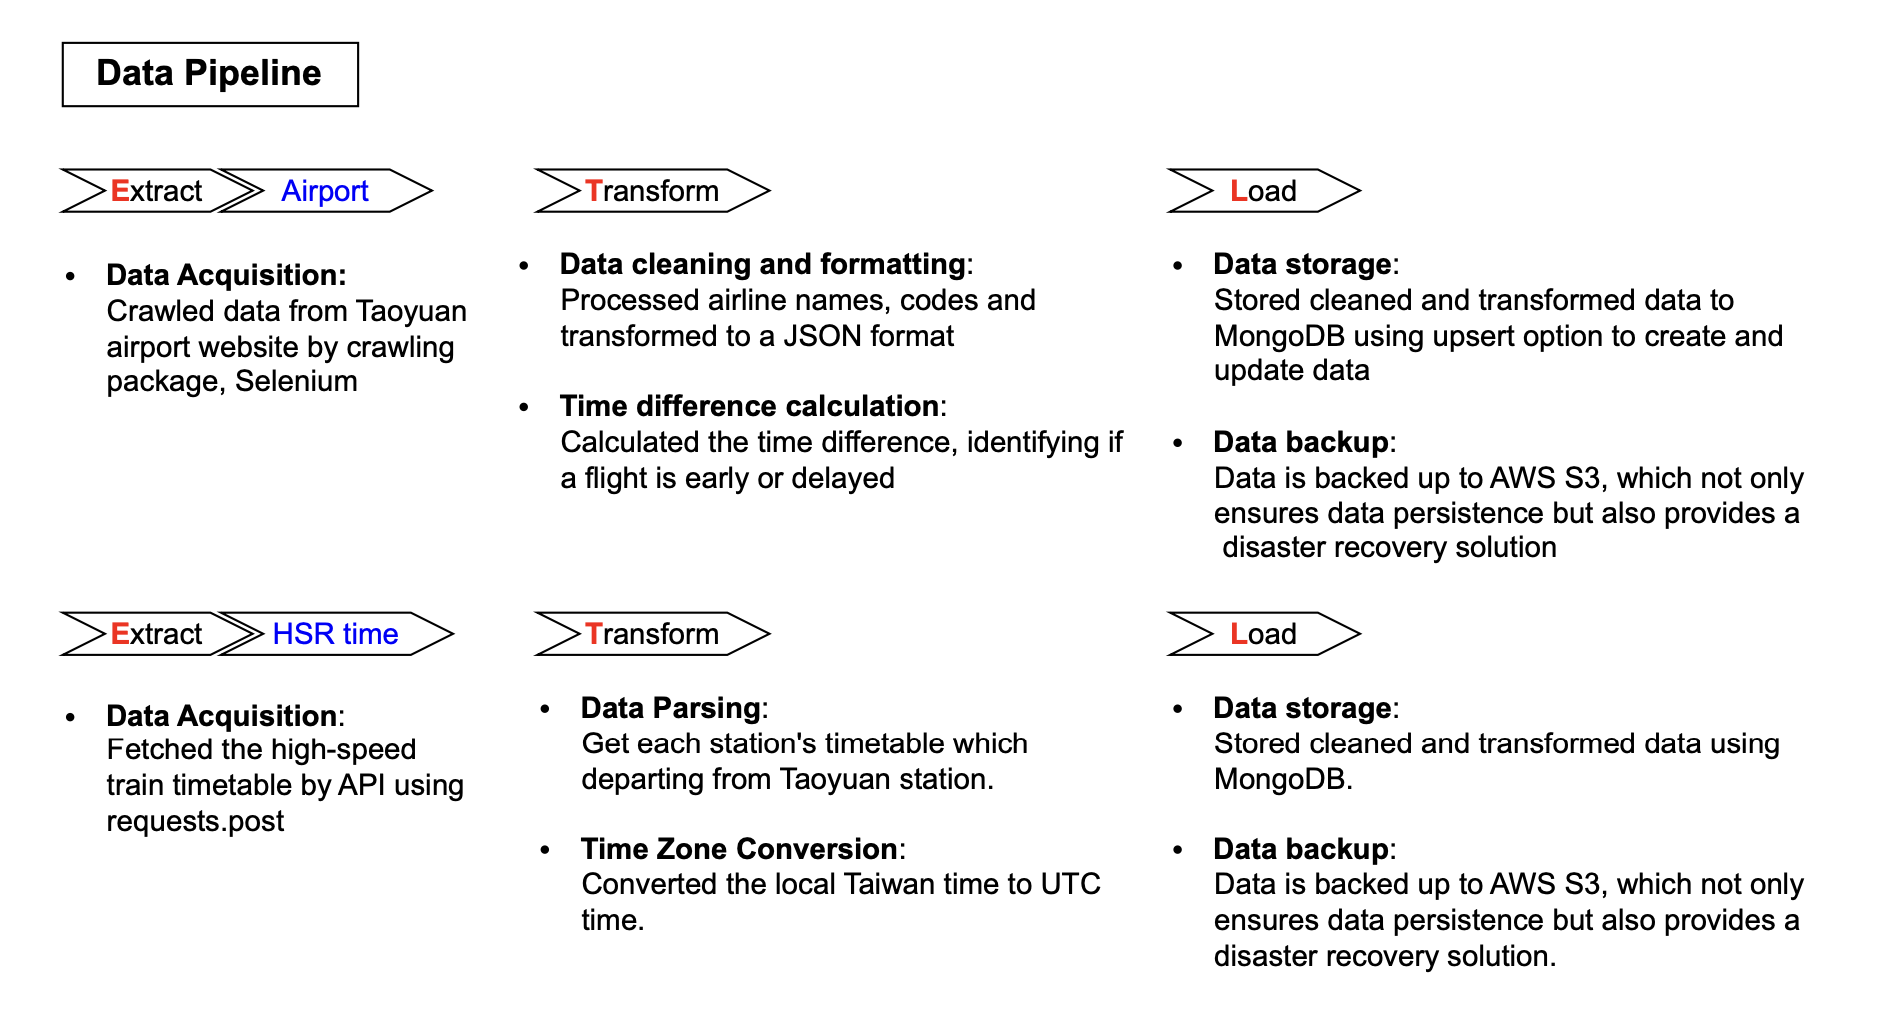 Data Pipeline
Extract Airport
Transform
Load
• Data Acquisition:
Crawled data from Taoyuan
airport website by crawling
package, Selenium
• Data cleaning and formatting:
Processed airline names, codes and
transformed to a JSON format
• Time difference calculation:
Calculated the time difference, identifying if
a flight is early or delayed
• Data storage:
Stored cleaned and transformed data to
MongoDB using upsert option to create and
update data
• Data backup:
Data is backed up to AWS S3, which not only
ensures data persistence but also provides a
disaster recovery solution
Extract HSR time
Transform
Load
• Data Acquisition:
Fetched the high-speed
train timetable by API using
requests.post
• Data Parsing:
Get each station's timetable which
departing from Taoyuan station.
• Time Zone Conversion:
Converted the local Taiwan time to UTC
time.
• Data storage:
Stored cleaned and transformed data using
MongoDB.
• Data backup:
Data is backed up to AWS S3, which not only
ensures data persistence but also provides a
disaster recovery solution.